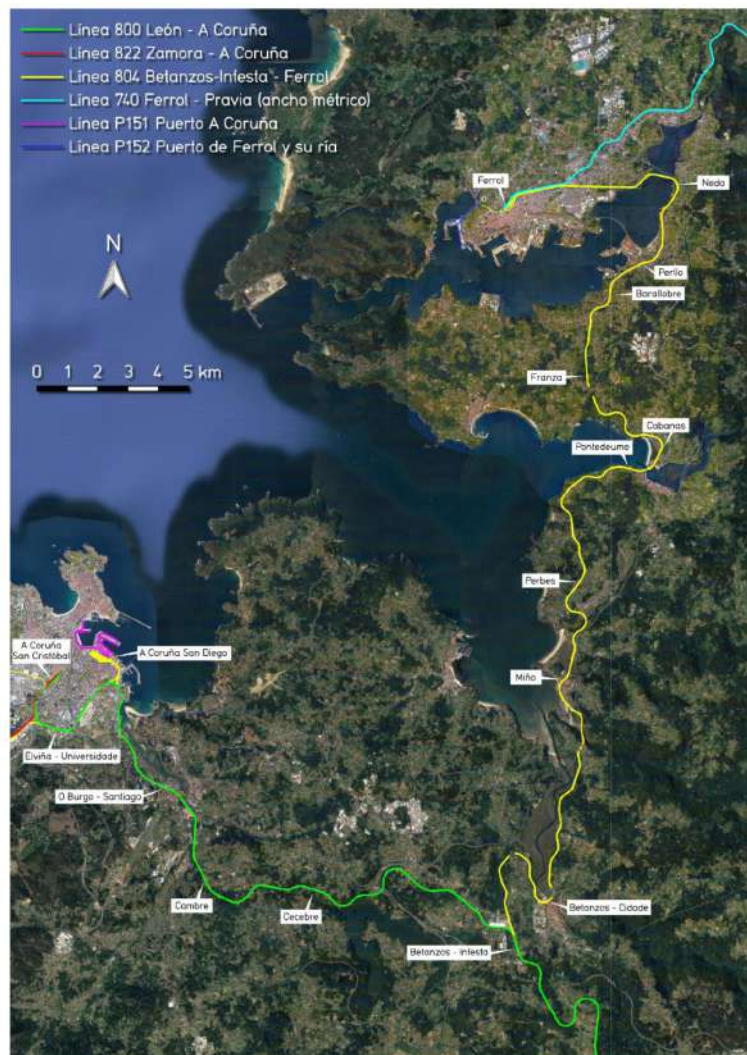 Línea 800 León - A Coruña
Línea 822 Zamora - A Coruña
Línea 804 Betanzos-Infesta - Ferrol
Línea 740 Ferrol - Pravia (ancho métrico)
Línea P151 Puerto A Coruña
Línea P152 Puerto de Ferrol y su ría
Ferrol
Neda
N
Perlío
Barallobre
0 1 2 3 4 5 km
Franza
Cabanas
Pontedeume
Perbes
A Coruña
San Cristóbal
A Coruña San Diego
Miño
Elviña - Universidade
O Burgo - Santiago
Cambre
Cecebre
Betanzos - Cidade
Betanzos - Infesta